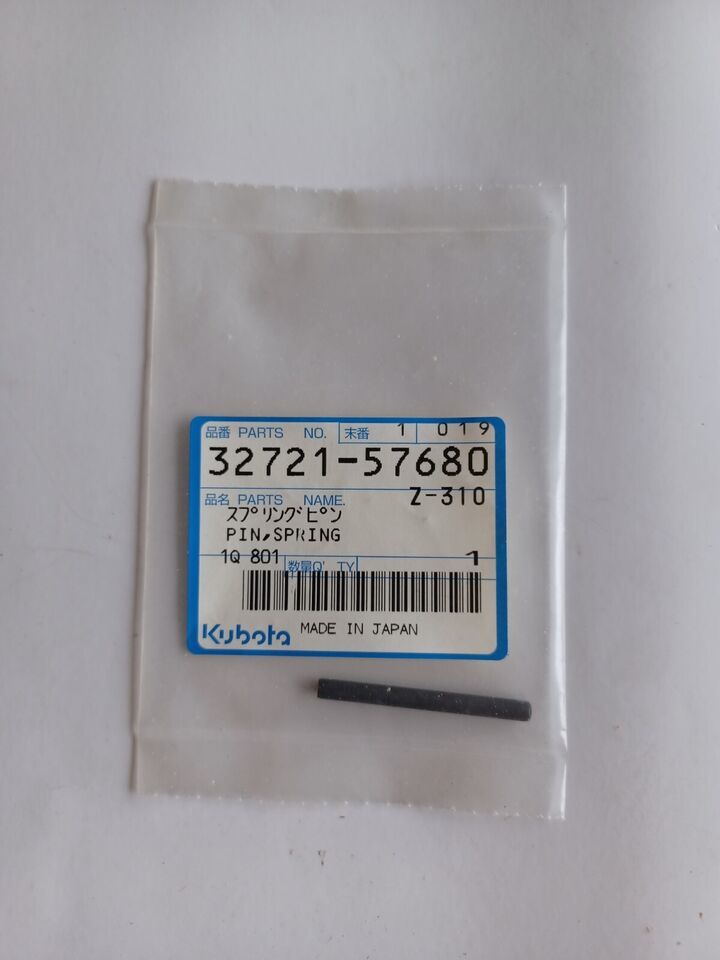 品番 PARTS NO. 末番 1 019
32721-57680
品名 PARTS NAME. Z-310
スプリングピン
PIN,SPRING
1Q 801 数量Q'TY 1
Kubota MADE IN JAPAN